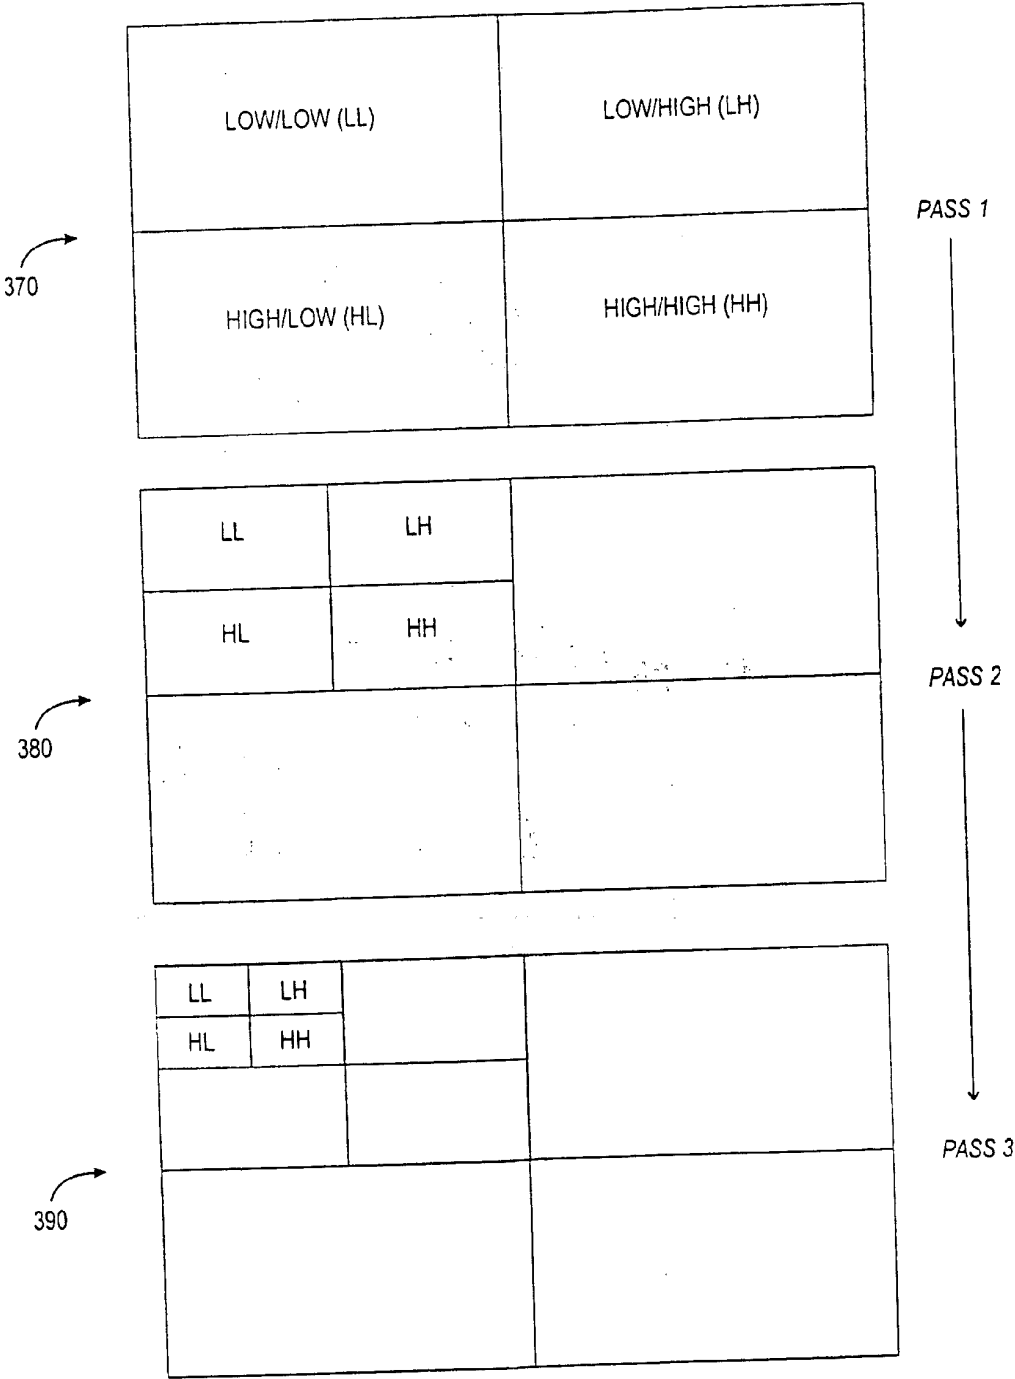 LOW/LOW (LL)
LOW/HIGH (LH)
HIGH/LOW (HL)
HIGH/HIGH (HH)
370
PASS 1
LL
LH
HL
HH
380
PASS 2
LL
LH
HL
HH
390
PASS 3